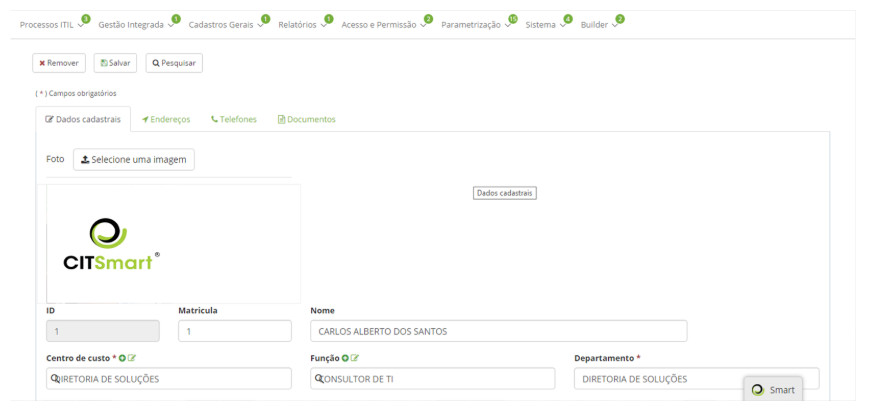 Processos ITIL 3 Gestão Integrada 1 Cadastros Gerais 1 Relatórios 1 Acesso e Permissão 2 Parametrização 15 Sistema 4 Builder 2
Remover Salvar Pesquisar
( * ) Campos obrigatórios
Dados cadastrais Endereços Telefones Documentos
Foto Selecione uma imagem
Dados cadastrais
CITSmart®
ID Matricula Nome
1 1 CARLOS ALBERTO DOS SANTOS
Centro de custo * Função Departamento *
DIRETORIA DE SOLUÇÕES CONSULTOR DE TI DIRETORIA DE SOLUÇÕES
Smart